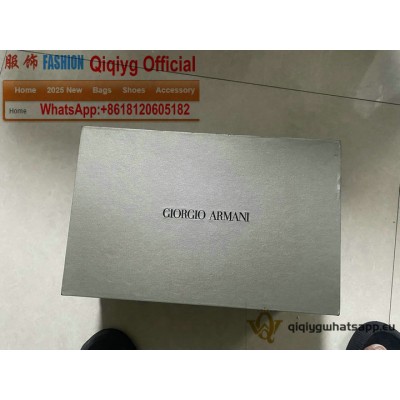 服饰 FASHION Qiqiyg Official
Home 2025 New Bags Shoes Accessory
Home WhatsApp:+8618120605182
GIORGIO ARMANI
qiqiygwhatsapp.eu